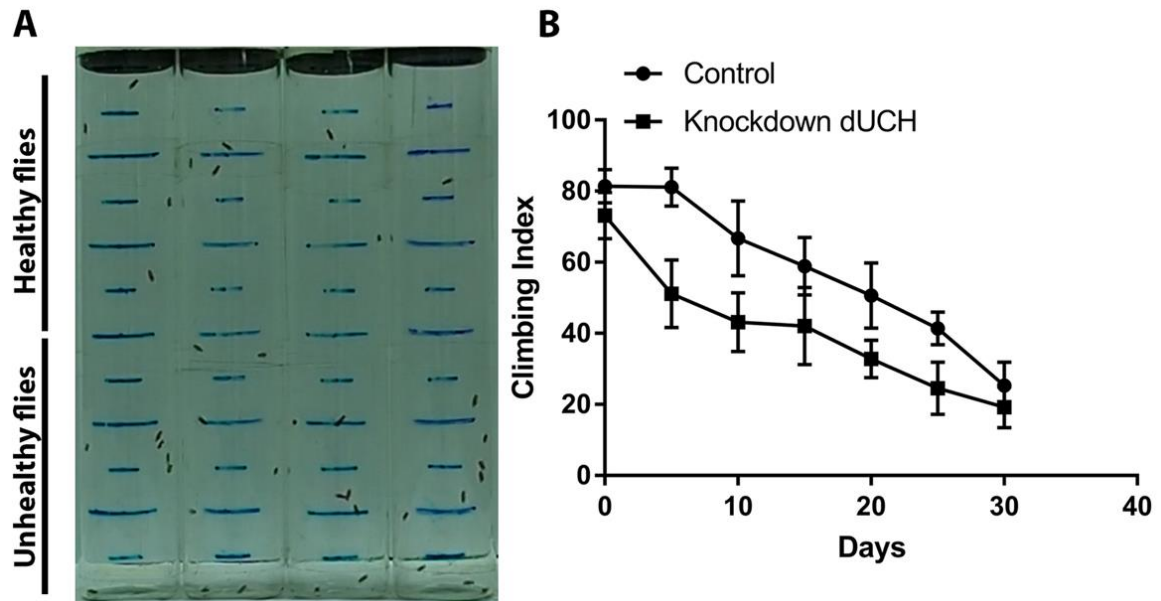 A
Healthy flies
Unhealthy flies
B
Control
Knockdown dUCH
Climbing Index
100
80
60
40
20
0
0 10 20 30 40
Days